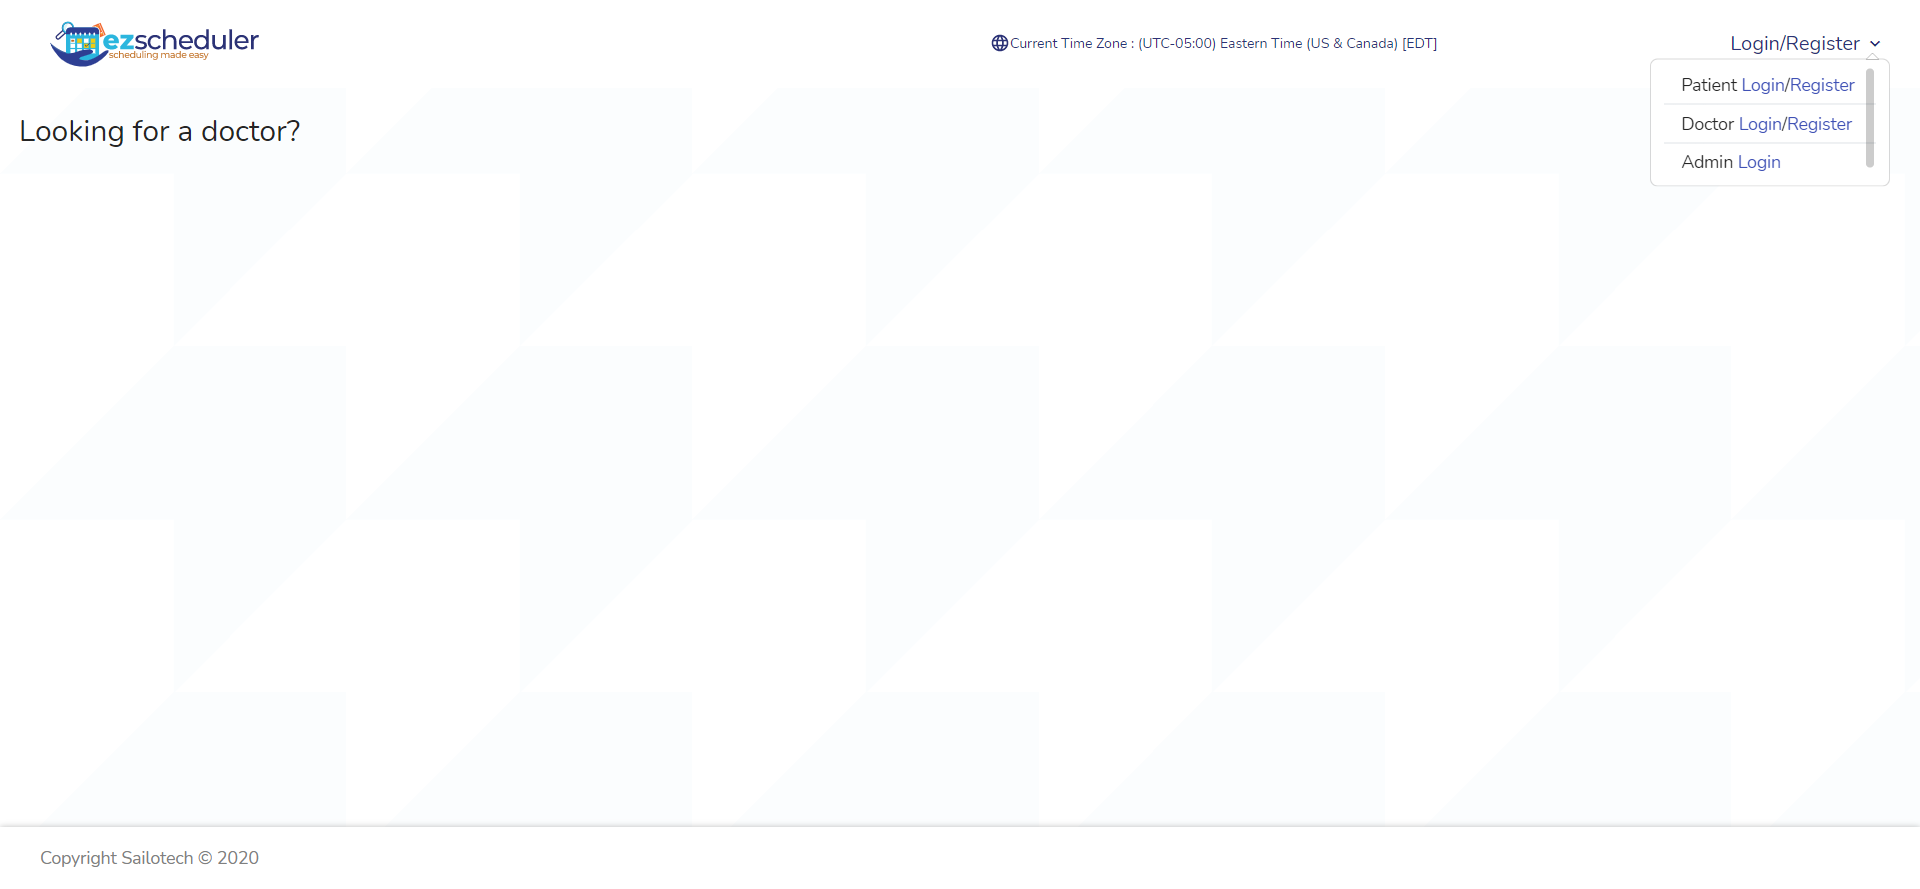 ezscheduler
scheduling made easy
Current Time Zone : (UTC-05:00) Eastern Time (US & Canada) [EDT]
Login/Register
Patient Login/Register
Doctor Login/Register
Admin Login
Looking for a doctor?
Copyright Sailotech © 2020